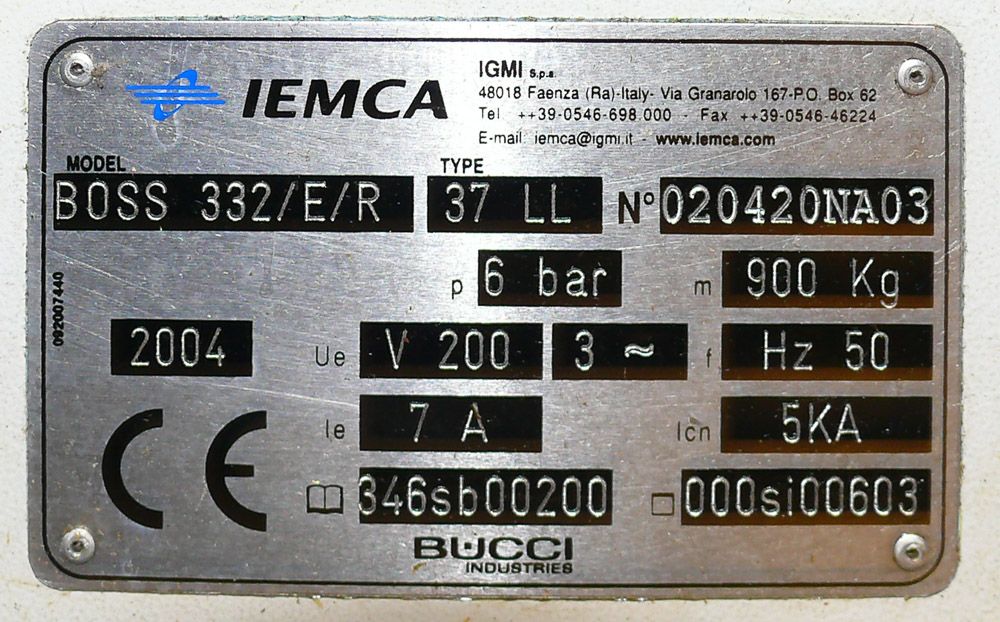 IEMCA
IGMI S.p.a.
48018 Faenza (Ra)-Italy- Via Granarolo 167-P.O. Box 62
Tel. ++39-0546-698.000 - Fax ++39-0546-46224
E-mail: iemca@igmi.it - www.iemca.com
MODEL TYPE
BOSS 332/E/R 37 LL N° 020420NA03
p 6 bar m 900 Kg
092007440
2004 Ue V 200 3 ~ f Hz 50
Ie 7 A Icn 5KA
CE
346sb00200 000si00603
BUCCI
INDUSTRIES